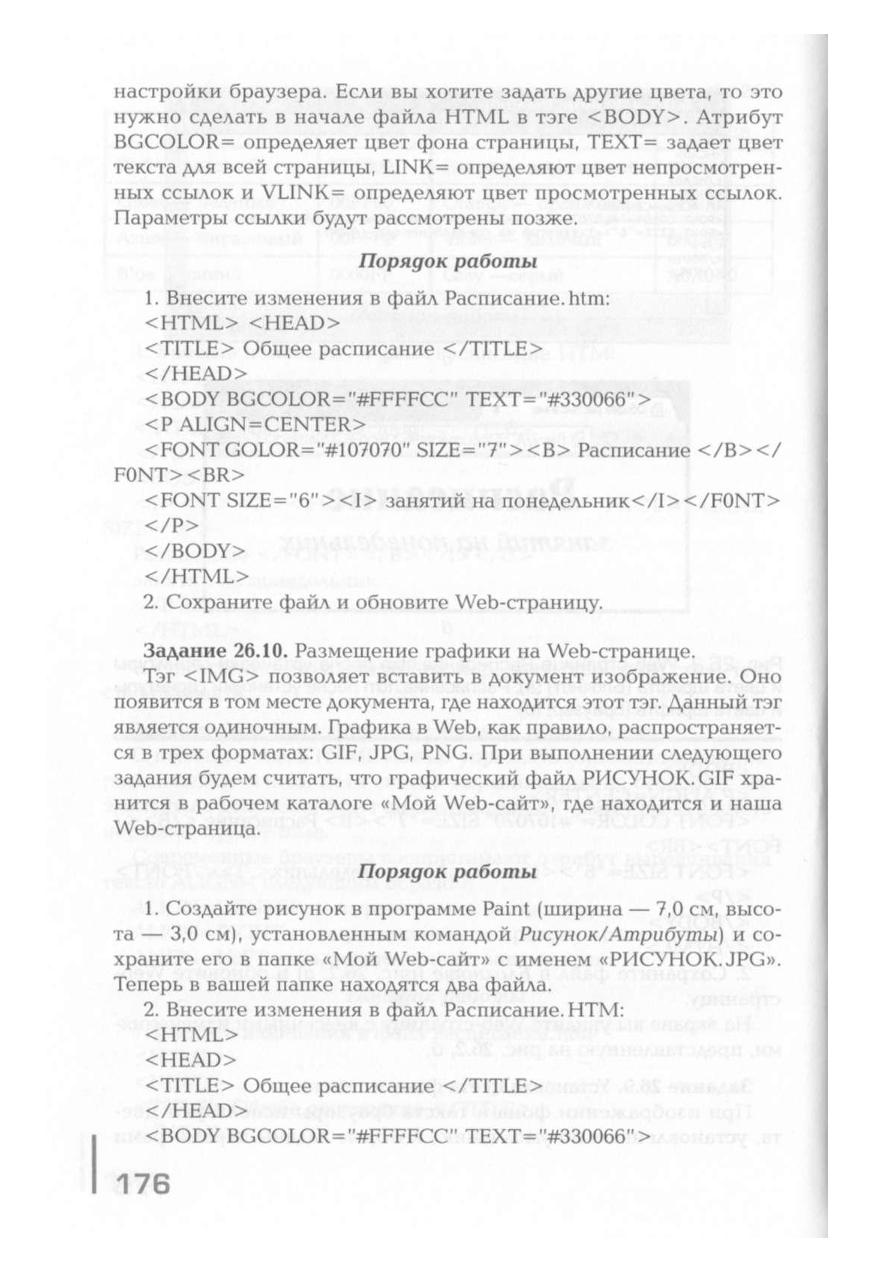 настройки браузера. Если вы хотите задать другие цвета, то это
нужно сделать в начале файла HTML в тэге <BODY>. Атрибут
BGCOLOR= определяет цвет фона страницы, TEXT= задает цвет
текста для всей страницы, LINK= определяют цвет непросмотрен-
ных ссылок и VLINK= определяют цвет просмотренных ссылок.
Параметры ссылки будут рассмотрены позже.
Порядок работы
1. Внесите изменения в файл Расписание.htm:
<HTML> <HEAD>
<TITLE> Общее расписание </TITLE>
</HEAD>
<BODY BGCOLOR="#FFFFCC" TEXT="#330066">
<P ALIGN=CENTER>
<FONT GOLOR="#107070" SIZE="7"><B> Расписание </B></
F0NT><BR>
<FONT SIZE="6"><I> занятий на понедельник</I></F0NT>
</P>
</BODY>
</HTML>
2. Сохраните файл и обновите Web-страницу.
Задание 26.10. Размещение графики на Web-странице.
Тэг <IMG> позволяет вставить в документ изображение. Оно
появится в том месте документа, где находится этот тэг. Данный тэг
является одиночным. Графика в Web, как правило, распространяет-
ся в трех форматах: GIF, JPG, PNG. При выполнении следующего
задания будем считать, что графический файл РИСУНОК.GIF хра-
нится в рабочем каталоге «Мой Web-сайт», где находится и наша
Web-страница.
Порядок работы
1. Создайте рисунок в программе Paint (ширина — 7,0 см, высо-
та — 3,0 см), установленным командой Рисунок/Атрибуты) и со-
храните его в папке «Мой Web-сайт» с именем «РИСУНОК.JPG».
Теперь в вашей папке находятся два файла.
2. Внесите изменения в файл Расписание.HTM:
<HTML>
<HEAD>
<TITLE> Общее расписание </TITLE>
</HEAD>
<BODY BGCOLOR="#FFFFCC" TEXT="#330066">
176